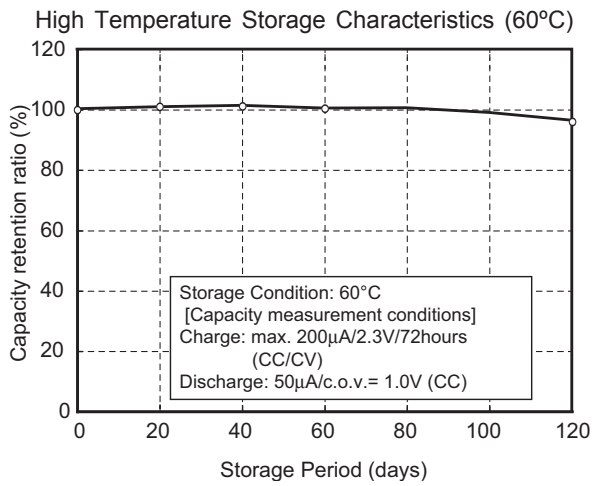 High Temperature Storage Characteristics (60ºC)
Capacity retention ratio (%)
120
100
80
60
40
20
0
Storage Condition: 60°C
[Capacity measurement conditions]
Charge: max. 200μA/2.3V/72hours
(CC/CV)
Discharge: 50μA/c.o.v.= 1.0V (CC)
0 20 40 60 80 100 120
Storage Period (days)